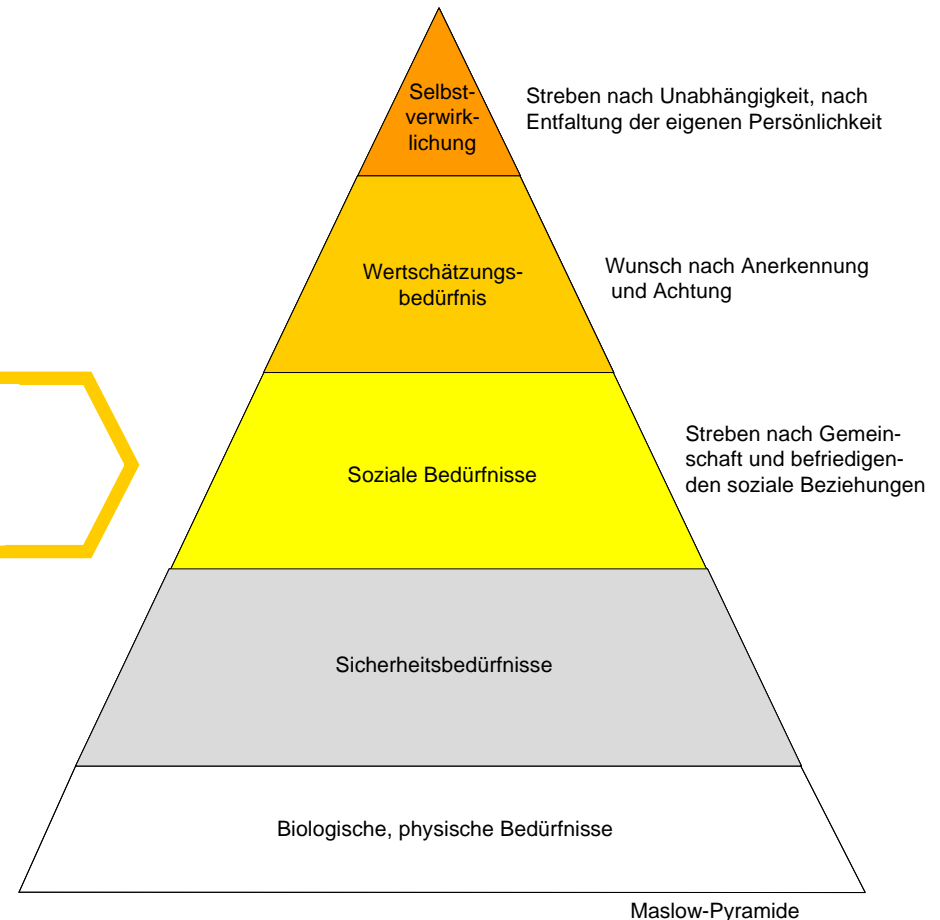 Selbst-
verwirk-
lichung
Streben nach Unabhängigkeit, nach
Entfaltung der eigenen Persönlichkeit
Wertschätzungs-
bedürfnis
Wunsch nach Anerkennung
und Achtung
Soziale Bedürfnisse
Streben nach Gemein-
schaft und befriedigen-
den soziale Beziehungen
Sicherheitsbedürfnisse
Biologische, physische Bedürfnisse
Maslow-Pyramide